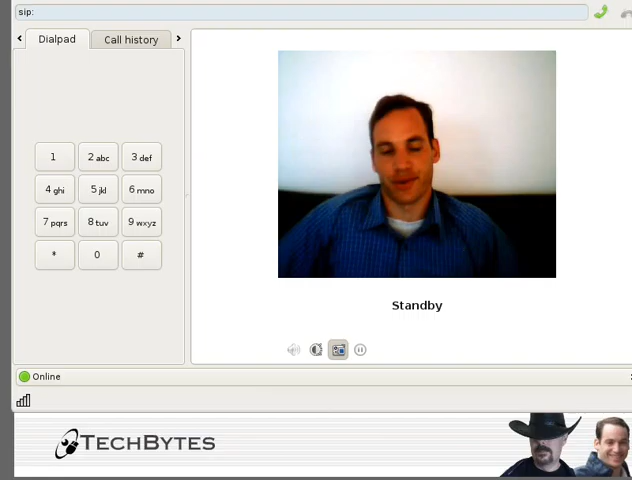 sip:
Dialpad
Call history
1
2 abc
3 def
4 ghi
5 jkl
6 mno
7 pqrs
8 tuv
9 wxyz
*
0
#
Standby
Online
TECHBYTES